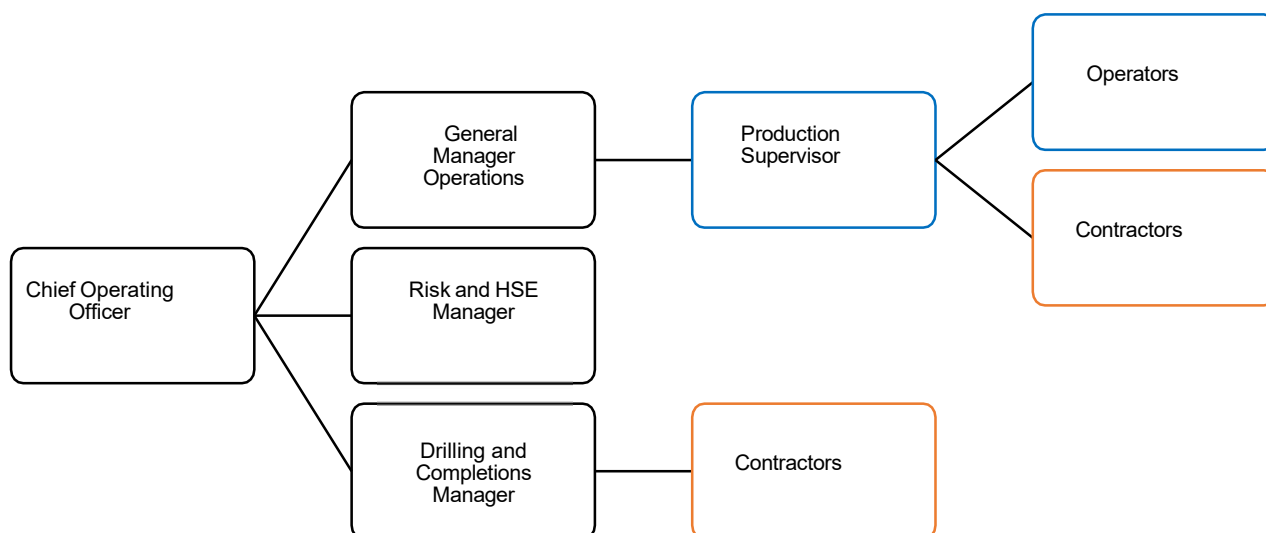 Operators
General
Manager
Operations
Production
Supervisor
Contractors
Chief Operating
Officer
Risk and HSE
Manager
Drilling and
Completions
Manager
Contractors